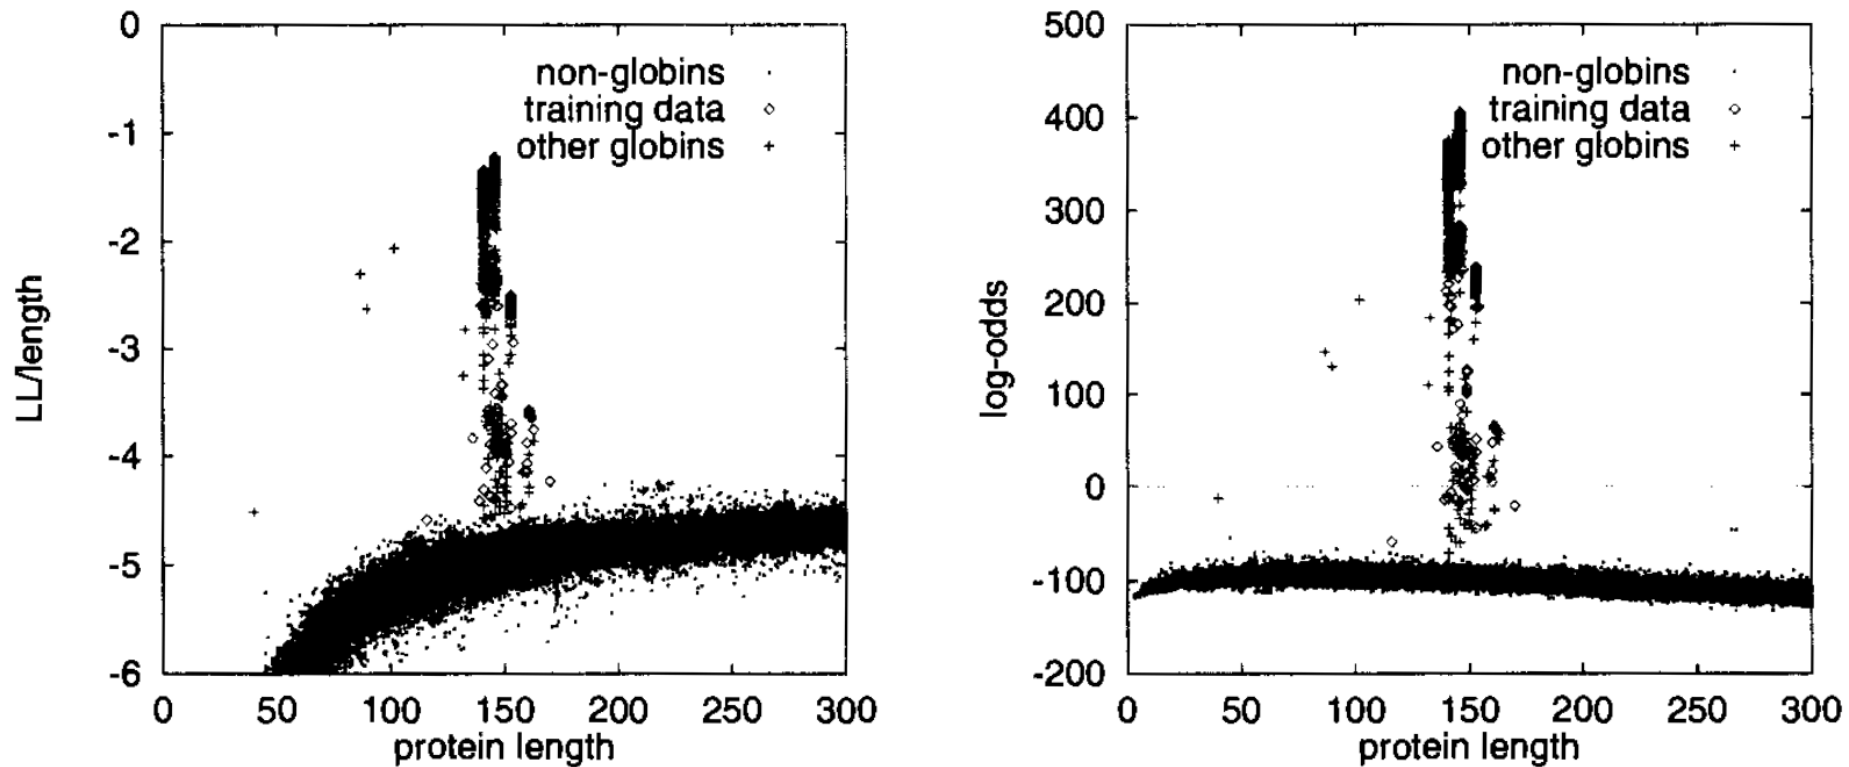 0
-1
-2
-3
-4
-5
-6
LL/length
non-globins
training data
other globins
0 50 100 150 200 250 300
protein length
500
400
300
200
100
0
-100
-200
log-odds
non-globins
training data
other globins
0 50 100 150 200 250 300
protein length